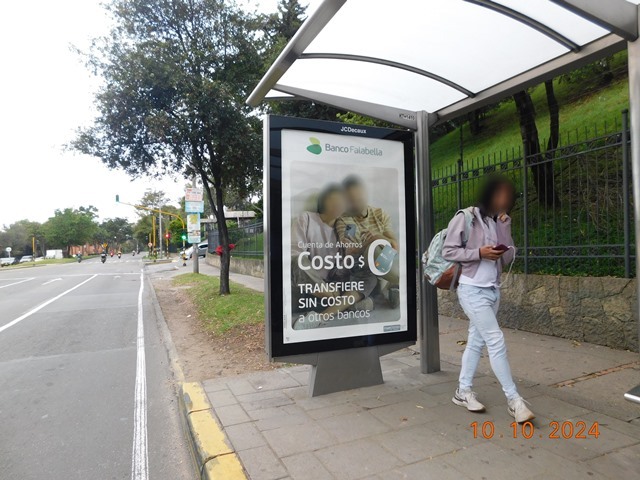 JCDecaux
Banco Falabella
Cuenta de Ahorros
Costo $0
TRANSFIERE
SIN COSTO
a otros bancos
10 10 2024